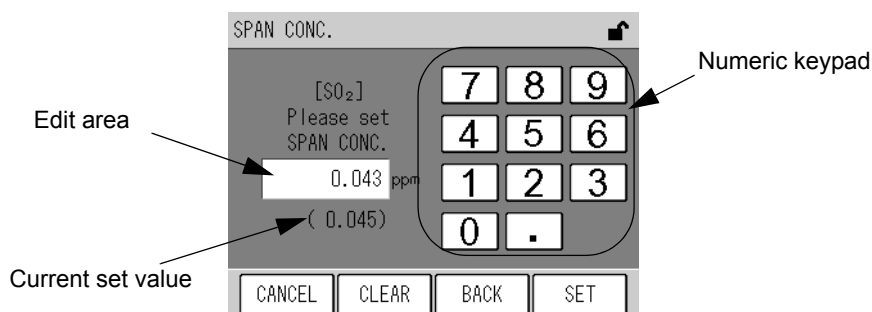 SPAN CONC.
Numeric keypad
7 8 9
[SO₂]
Please set
SPAN CONC.
Edit area
4 5 6
0.043 ppm
1 2 3
( 0.045)
0 .
Current set value
CANCEL CLEAR BACK SET